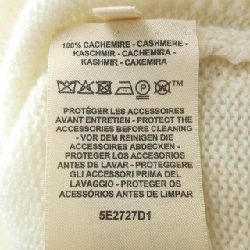 100% CACHEMIRE - CASHMERE -
KASCHMIR - КАШЕМИР -
KASHMIR - CAXEMIRA
PROTÉGER LES ACCESSOIRES
AVANT ENTRETIEN - PROTECT THE
ACCESSORIES BEFORE CLEANING
- VOR DEM REINIGEN DIE
ACCESSOIRES ABDECKEN -
PROTEGER LOS ACCESORIOS
ANTES DE LAVAR - PROTEGGERE
GLI ACCESSORI PRIMA DEL
LAVAGGIO - PROTEGER OS
ACESSÓRIOS ANTES DE LIMPAR
5E2727D1